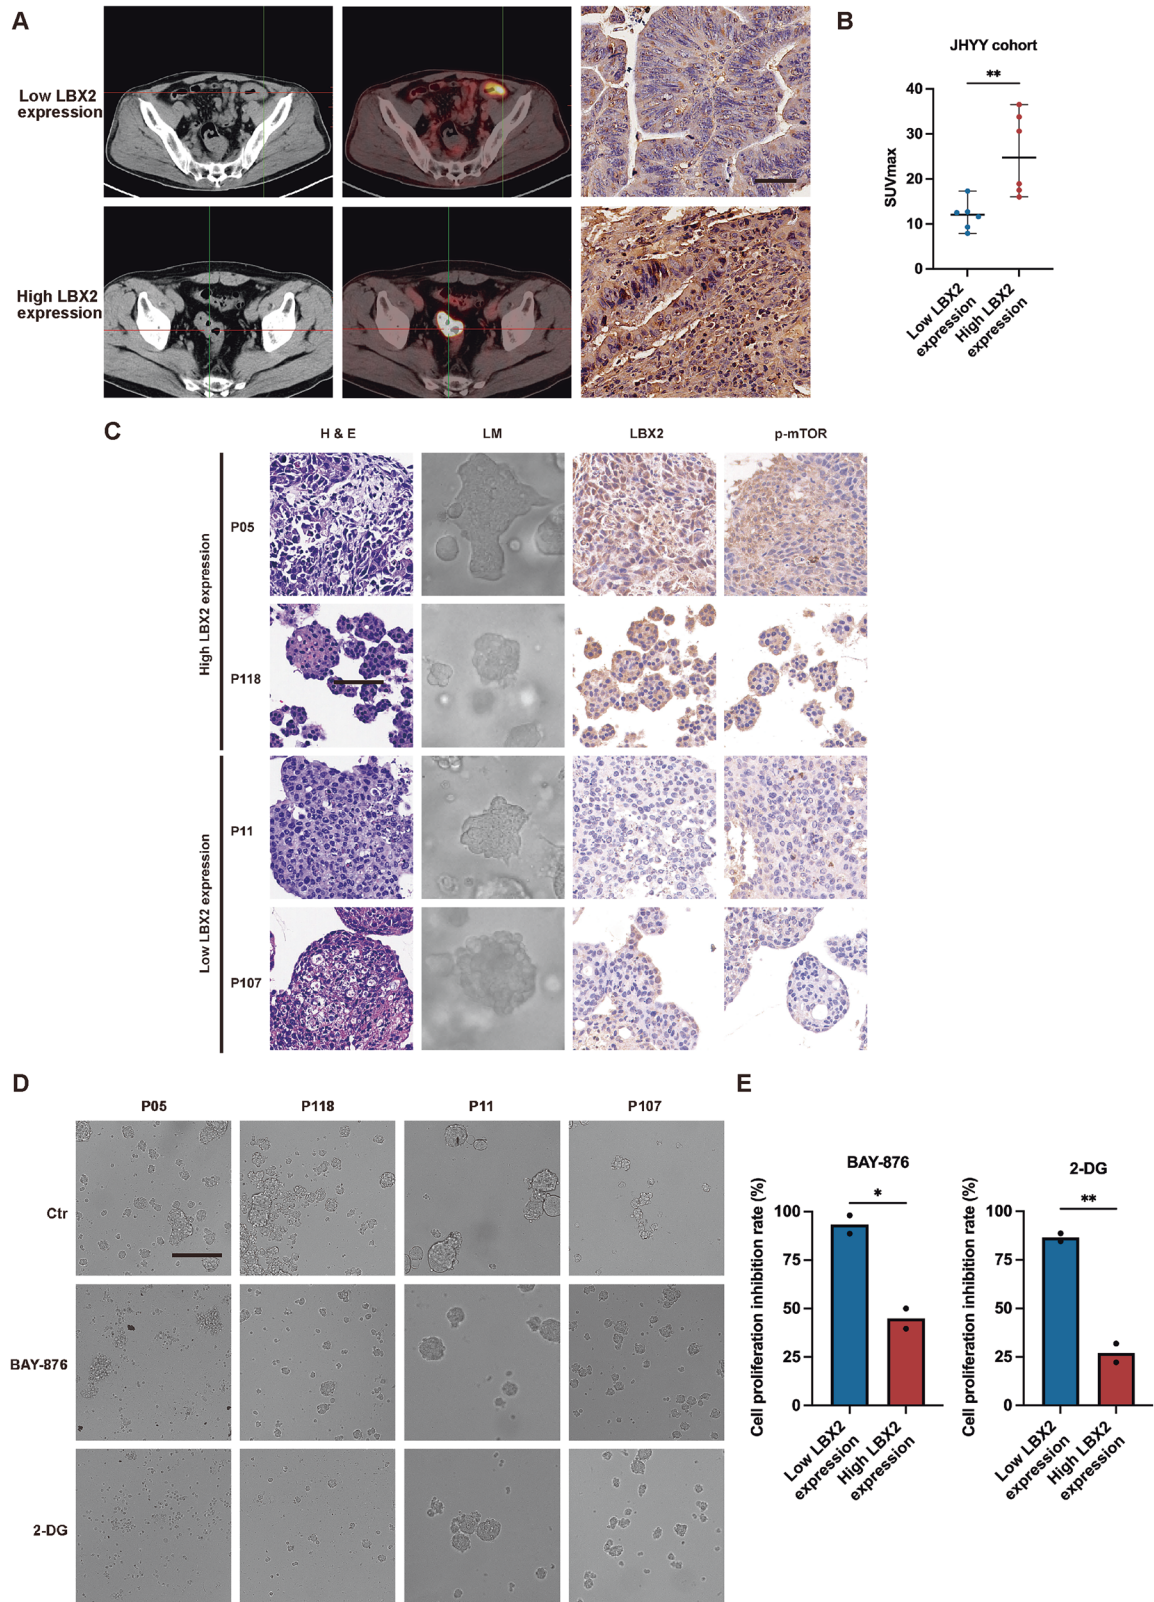 A
Low LBX2
expression
High LBX2
expression
B
JHYY cohort
**
SUVmax
40
30
20
10
0
Low LBX2
expression
High LBX2
expression
C
H & E
LM
LBX2
p-mTOR
High LBX2 expression
P05
P118
Low LBX2 expression
P11
P107
D
P05
P118
P11
P107
Ctr
BAY-876
2-DG
E
BAY-876
*
Cell proliferation inhibition rate (%)
100
75
50
25
0
Low LBX2
expression
High LBX2
expression
2-DG
**
Cell proliferation inhibition rate (%)
100
75
50
25
0
Low LBX2
expression
High LBX2
expression